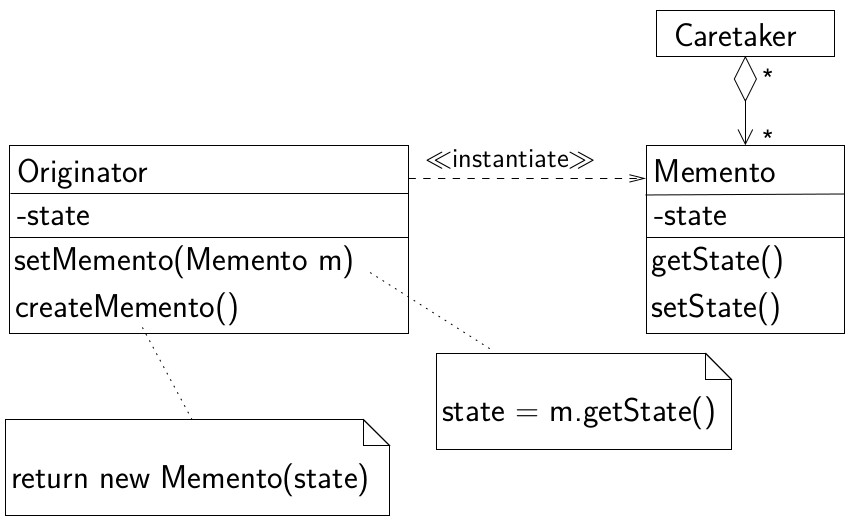 Caretaker
*
*
Originator
≪instantiate≫
Memento
-state
-state
setMemento(Memento m)
getState()
createMemento()
setState()
state = m.getState()
return new Memento(state)